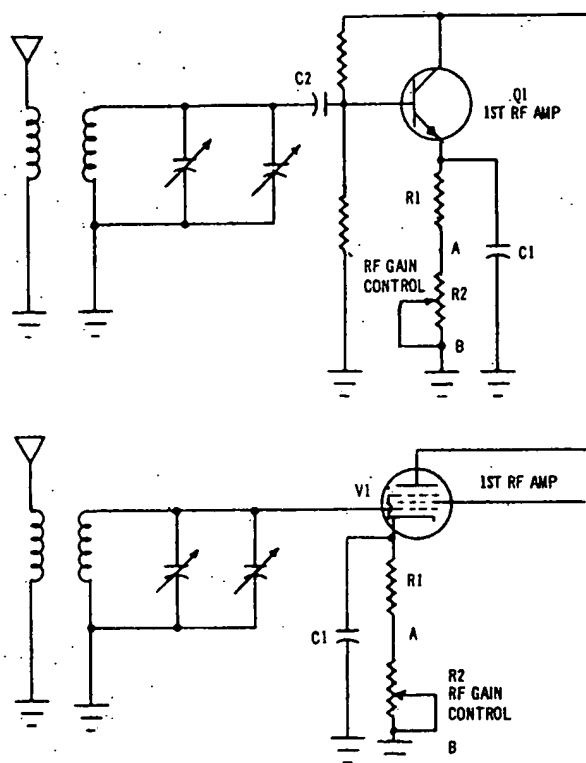 C2
Q1
1ST RF AMP
R1
A
C1
RF GAIN
CONTROL
R2
B
V1
1ST RF AMP
R1
C1
A
R2
RF GAIN
CONTROL
B